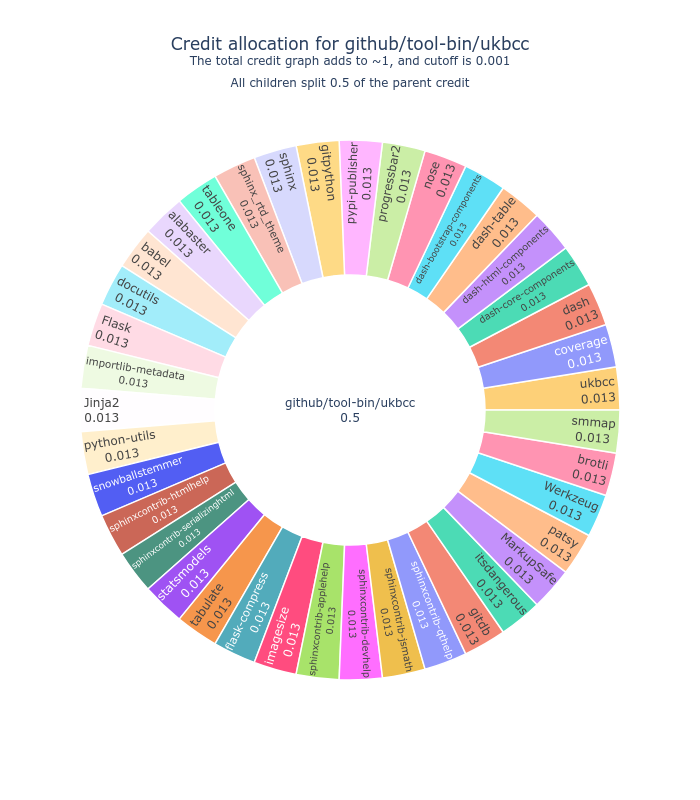 Credit allocation for github/tool-bin/ukbcc
The total credit graph adds to ~1, and cutoff is 0.001
All children split 0.5 of the parent credit
github/tool-bin/ukbcc
0.5
ukbcc
0.013
coverage
0.013
dash
0.013
dash-core-components
0.013
dash-html-components
0.013
dash-table
0.013
dash-bootstrap-components
0.013
nose
0.013
progressbar2
0.013
pypi-publisher
0.013
gitpython
0.013
sphinx
0.013
sphinx_rtd_theme
0.013
tableone
0.013
alabaster
0.013
babel
0.013
docutils
0.013
Flask
0.013
importlib-metadata
0.013
Jinja2
0.013
python-utils
0.013
snowballstemmer
0.013
sphinxcontrib-htmlhelp
0.013
sphinxcontrib-serializinghtml
0.013
statsmodels
0.013
tabulate
0.013
flask-compress
0.013
imagesize
0.013
sphinxcontrib-applehelp
0.013
sphinxcontrib-devhelp
0.013
sphinxcontrib-jsmath
0.013
sphinxcontrib-qthelp
0.013
gitdb
0.013
itsdangerous
0.013
MarkupSafe
0.013
patsy
0.013
Werkzeug
0.013
brotli
0.013
smmap
0.013